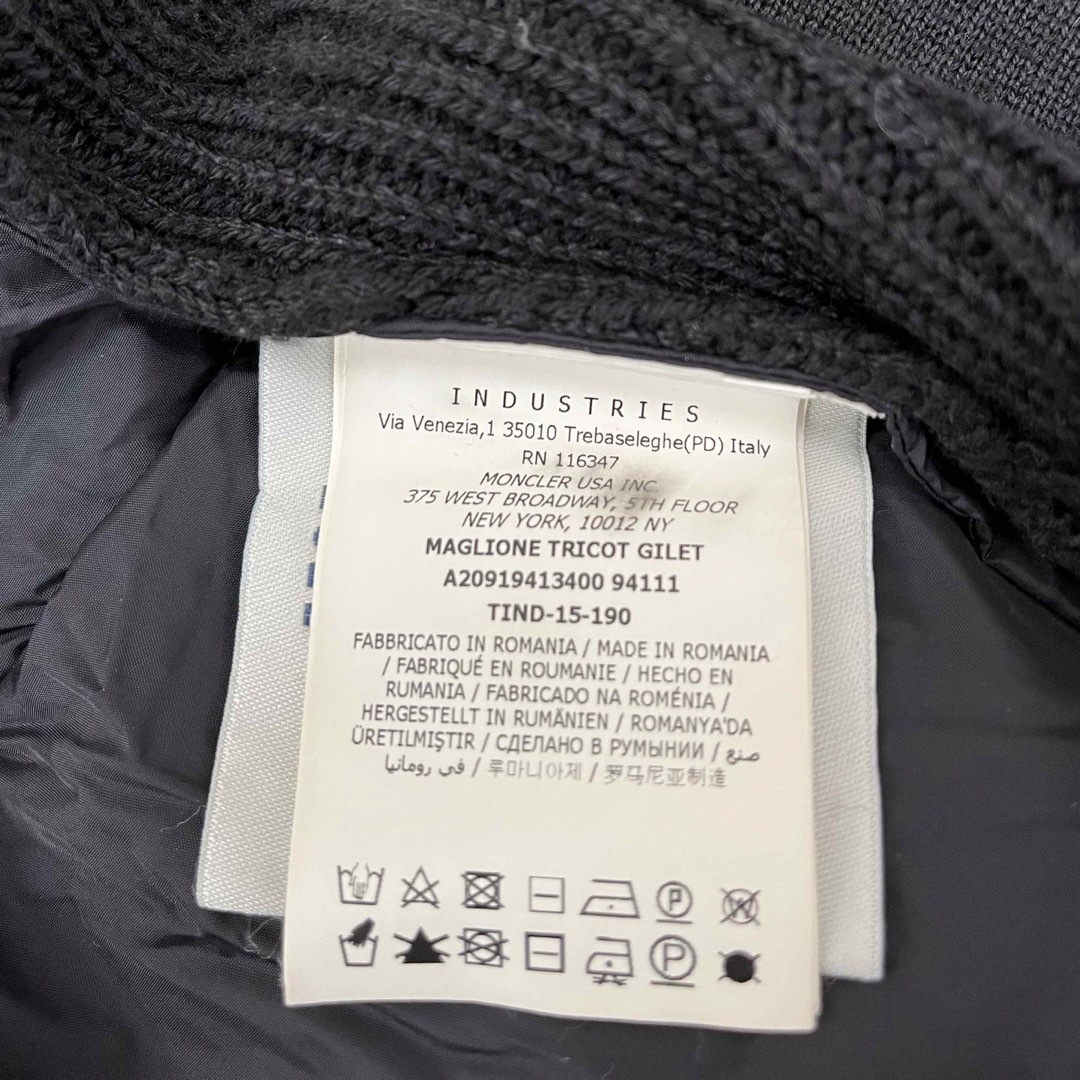 INDUSTRIES
Via Venezia,1 35010 Trebaseleghe(PD) Italy
RN 116347
MONCLER USA INC.
375 WEST BROADWAY, 5TH FLOOR
NEW YORK, 10012 NY
MAGLIONE TRICOT GILET
A20919413400 94111
TIND-15-190
FABBRICATO IN ROMANIA / MADE IN ROMANIA
/ FABRIQUÉ EN ROUMANIE / HECHO EN
RUMANIA / FABRICADO NA ROMÉNIA /
HERGESTELLT IN RUMÄNIEN / ROMANYA'DA
ÜRETILMIŞTIR / СДЕЛАНО В РУМЫНИИ / صنع
في رومانيا / 루마니아제 / 罗马尼亚制造
P W
P